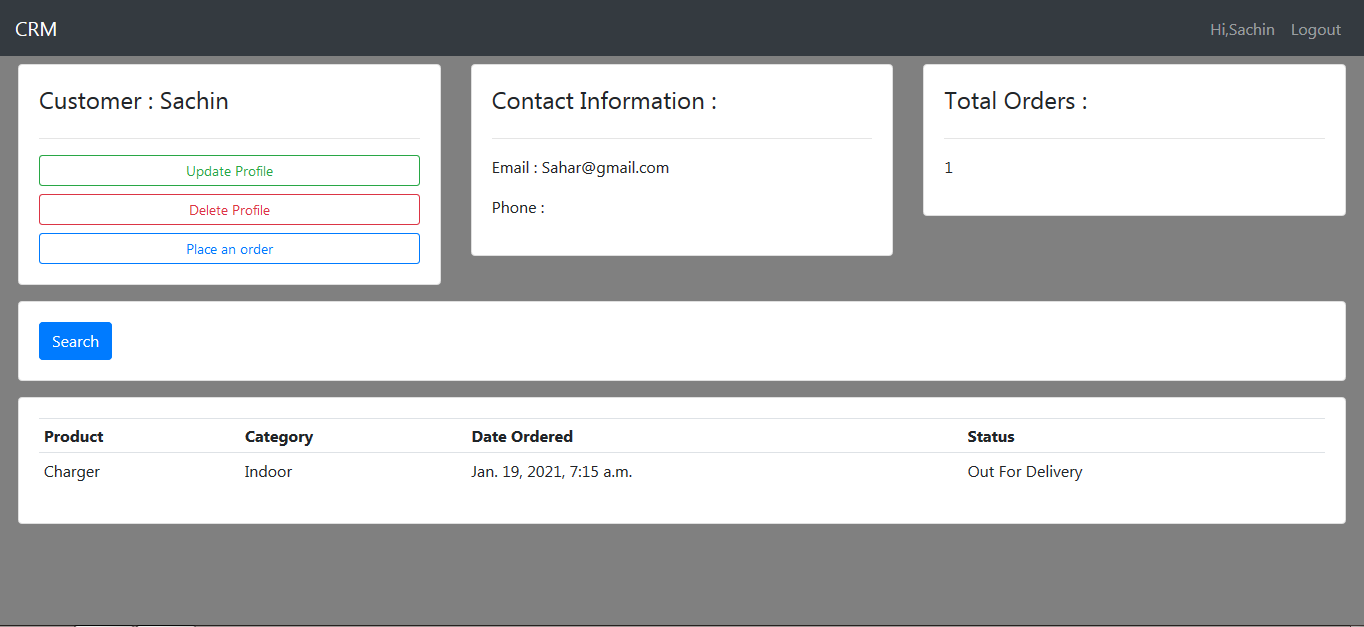 CRM
Hi,Sachin Logout
Customer : Sachin
Update Profile
Delete Profile
Place an order
Contact Information :
Email : Sahar@gmail.com
Phone :
Total Orders :
1
Search
Product Category Date Ordered Status
Charger Indoor Jan. 19, 2021, 7:15 a.m. Out For Delivery